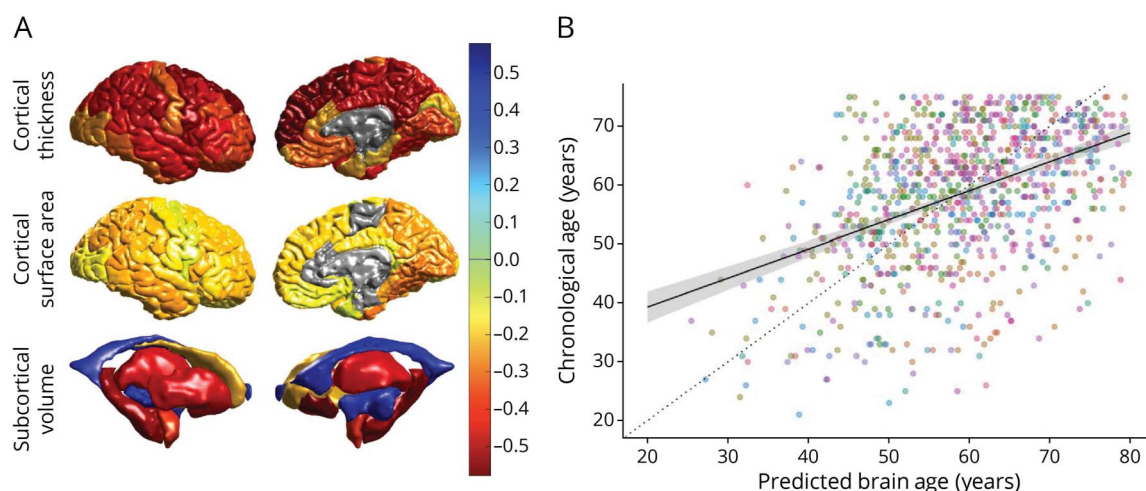 A
Cortical
thickness
Cortical
surface area
Subcortical
volume
0.5
0.4
0.3
0.2
0.1
0.0
−0.1
−0.2
−0.3
−0.4
−0.5
B
Chronological age (years)
70
60
50
40
30
20
20 30 40 50 60 70 80
Predicted brain age (years)